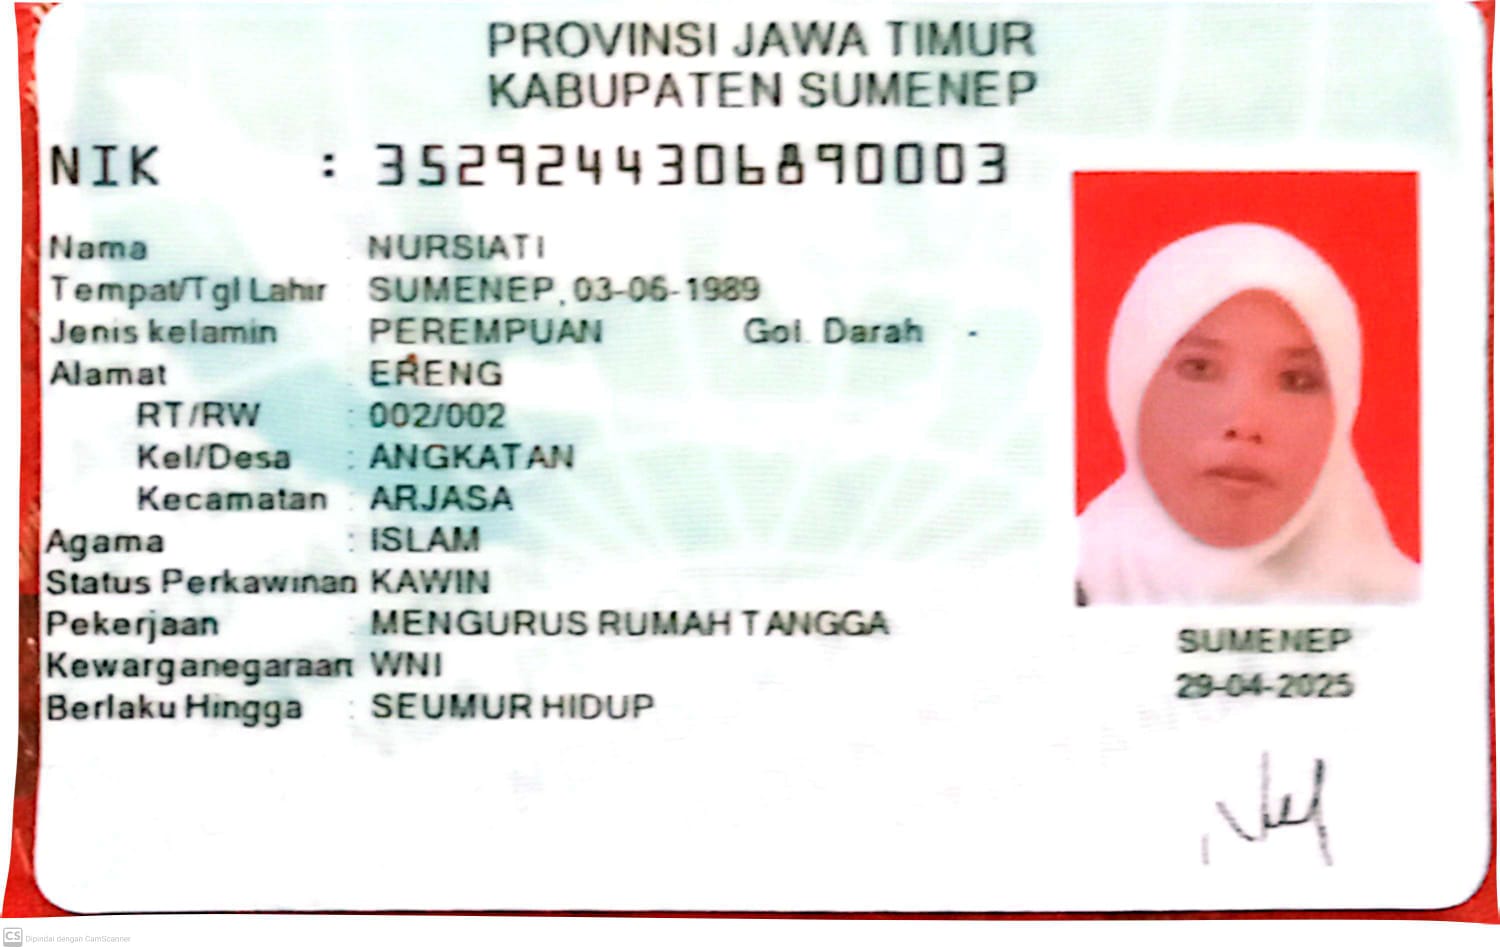 PROVINSI JAWA TIMUR
KABUPATEN SUMENEP
NIK : 3529244306890003
Nama : NURSIATI
Tempat/Tgl Lahir : SUMENEP, 03-06-1989
Jenis kelamin : PEREMPUAN Gol. Darah -
Alamat : ERENG
RT/RW : 002/002
Kel/Desa : ANGKATAN
Kecamatan : ARJASA
Agama : ISLAM
Status Perkawinan KAWIN
Pekerjaan : MENGURUS RUMAH TANGGA
Kewarganegaraan: WNI
Berlaku Hingga : SEUMUR HIDUP
SUMENEP
29-04-2025
CS Dipindai dengan CamScanner